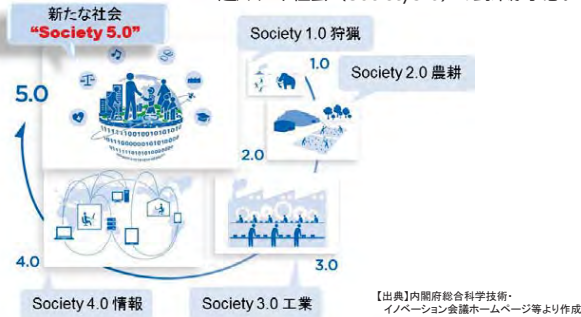 新たな社会
“Society 5.0”
Society 1.0 狩猟
1.0
Society 2.0 農耕
5.0
2.0
4.0
3.0
Society 4.0 情報
Society 3.0 工業
【出典】内閣府総合科学技術・
イノベーション会議ホームページ等より作成